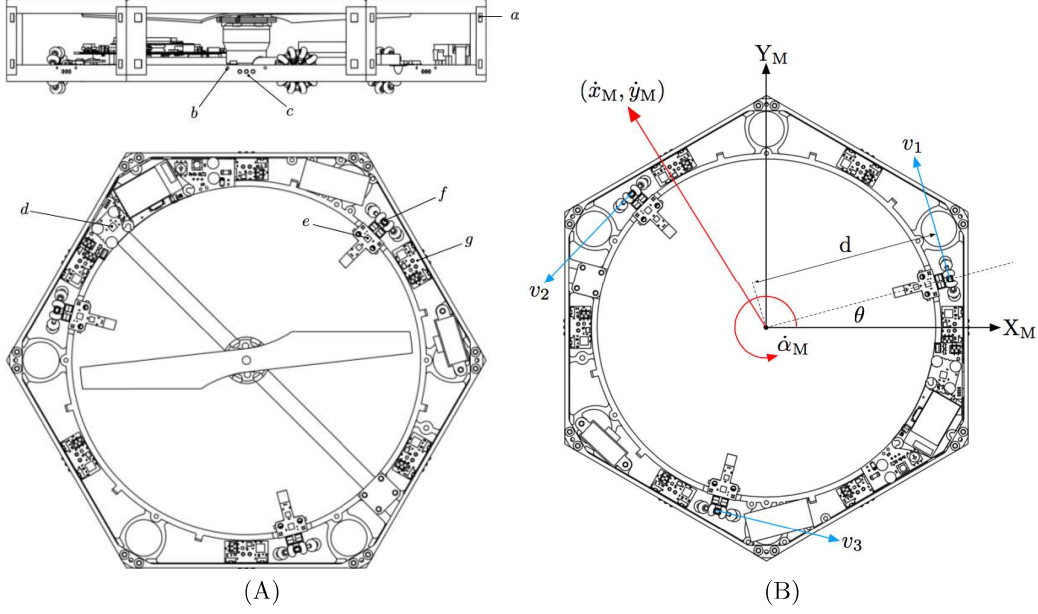 a
b
c
d
e
f
g
(A)
Y_M
(ẋ_M, ẏ_M)
v_1
v_2
d
θ
X_M
α̇_M
v_3
(B)